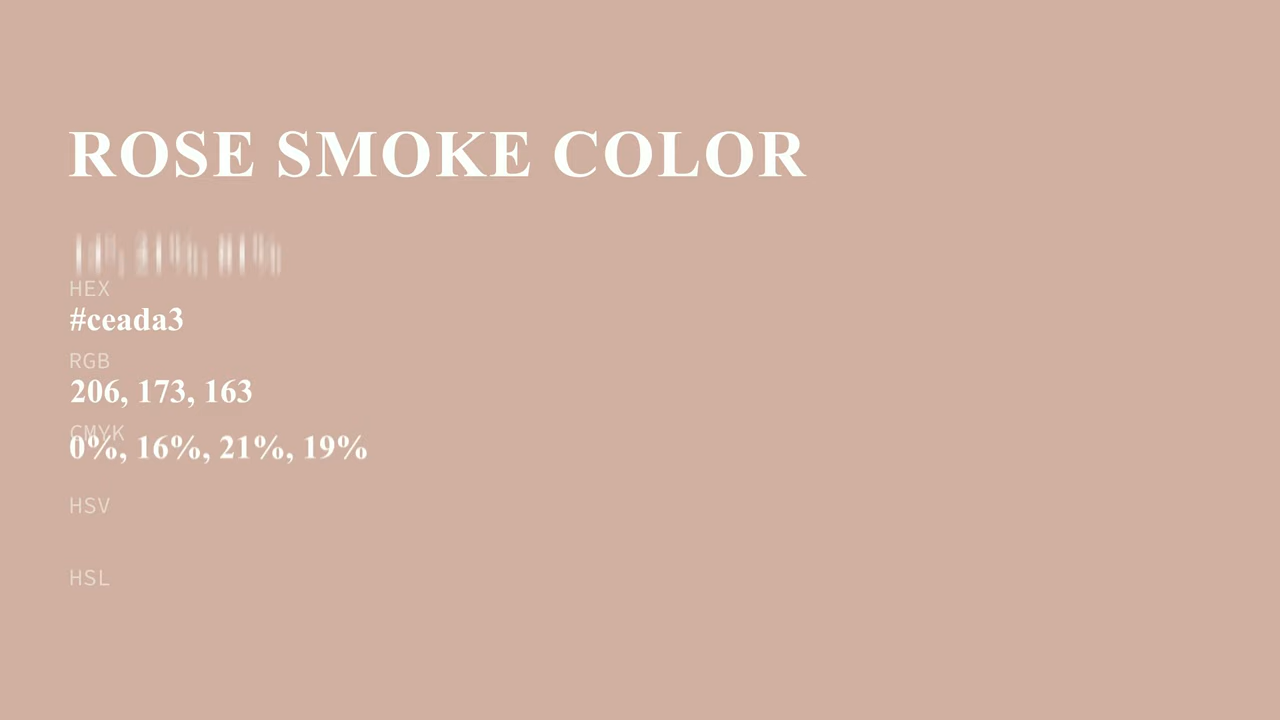 ROSE SMOKE COLOR
HEX
#ceada3
RGB
206, 173, 163
CMYK
0%, 16%, 21%, 19%
HSV
HSL